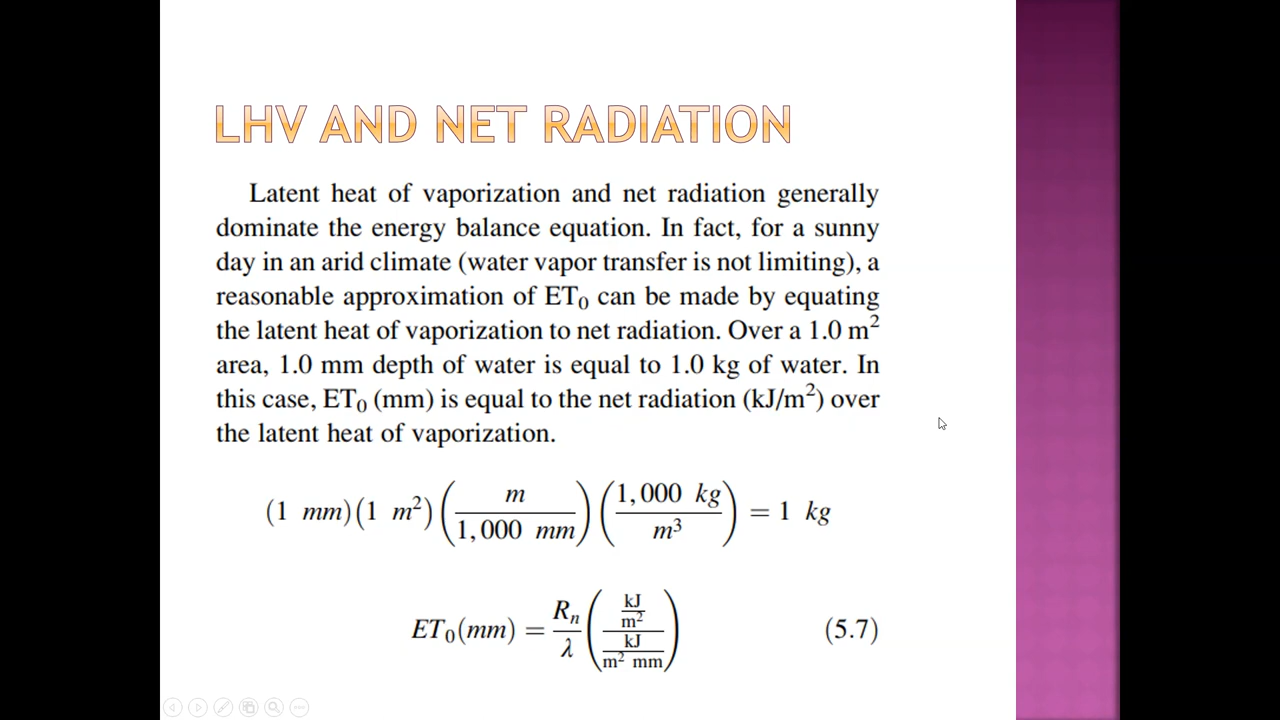 LHV AND NET RADIATION
Latent heat of vaporization and net radiation generally
dominate the energy balance equation. In fact, for a sunny
day in an arid climate (water vapor transfer is not limiting), a
reasonable approximation of ET₀ can be made by equating
the latent heat of vaporization to net radiation. Over a 1.0 m²
area, 1.0 mm depth of water is equal to 1.0 kg of water. In
this case, ET₀ (mm) is equal to the net radiation (kJ/m²) over
the latent heat of vaporization.
(1 mm)(1 m²)(m/1,000 mm)(1,000 kg/m³) = 1 kg
ET₀(mm) = Rₙ/λ ((kJ/m²)/(kJ/m² mm)) (5.7)